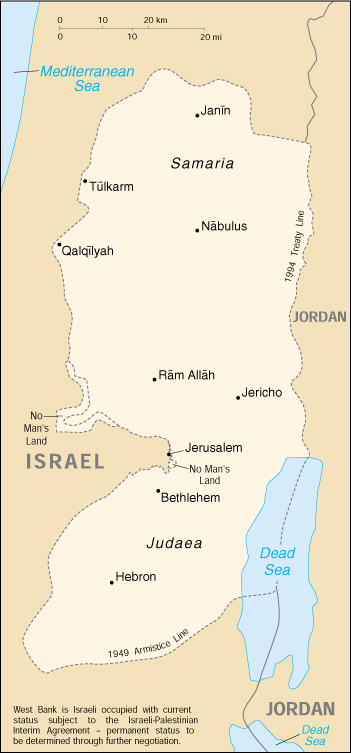 0 10 20 km
0 10 20 mi
Mediterranean
Sea
Janīn
Samaria
Tūlkarm
Nābulus
Qalqīlyah
1994 Treaty Line
JORDAN
Rām Allāh
Jericho
No
Man's
Land
Jerusalem
ISRAEL
No Man's
Land
Bethlehem
Judaea
Dead
Sea
Hebron
1949 Armistice Line
West Bank is Israeli occupied with current
status subject to the Israeli-Palestinian
Interim Agreement – permanent status to
be determined through further negotiation.
JORDAN
Dead
Sea